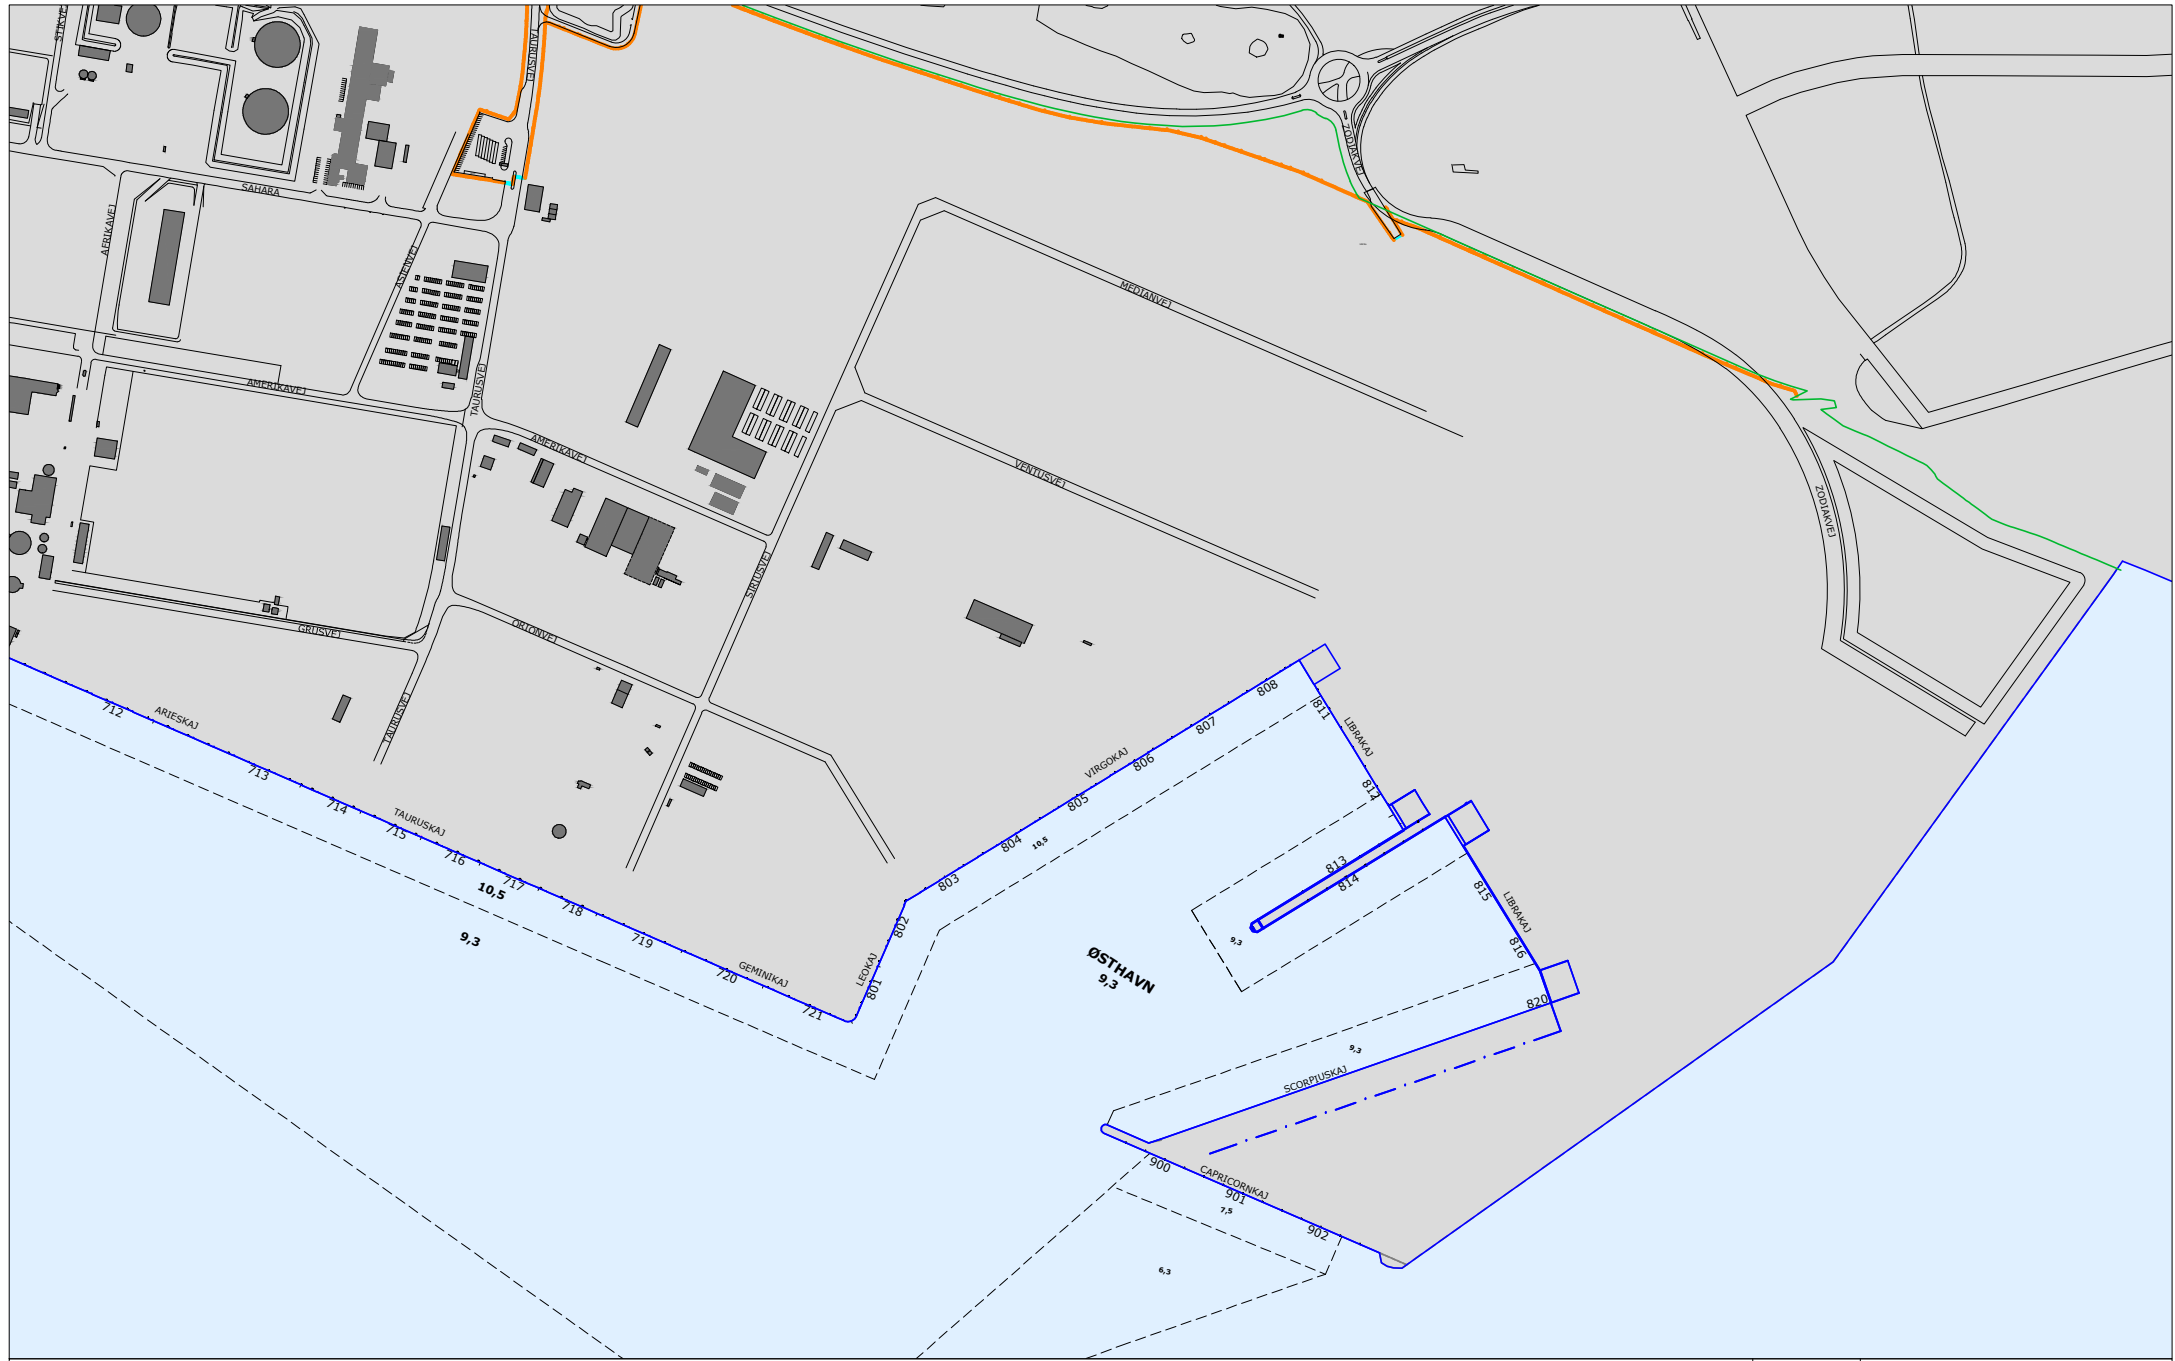 STIKVEJ
TAURUSVEJ
ZODIAKVEJ
SAHARA
AFRIKAVEJ
ASIENVEJ
MEDIANVEJ
TAURUSVEJ
AMERIKAVEJ
AMERIKAVEJ
VENTUSVEJ
ZODIAKVEJ
SIRIUSVEJ
GRUSVEJ
ORIONVEJ
TAURUSVEJ
712
ARIESKAJ
713
714
715
TAURUSKAJ
716
717
10,5
718
9,3
719
720
GEMINIKAJ
721
LEOKAJ
801
802
803
804
10,5
805
806
VIRGOKAJ
807
808
811
LIBRAKAJ
812
813
814
9,3
815
LIBRAKAJ
816
820
ØSTHAVN
9,3
9,3
SCORPIUSKAJ
900
CAPRICORNKAJ
901
7,5
902
6,3